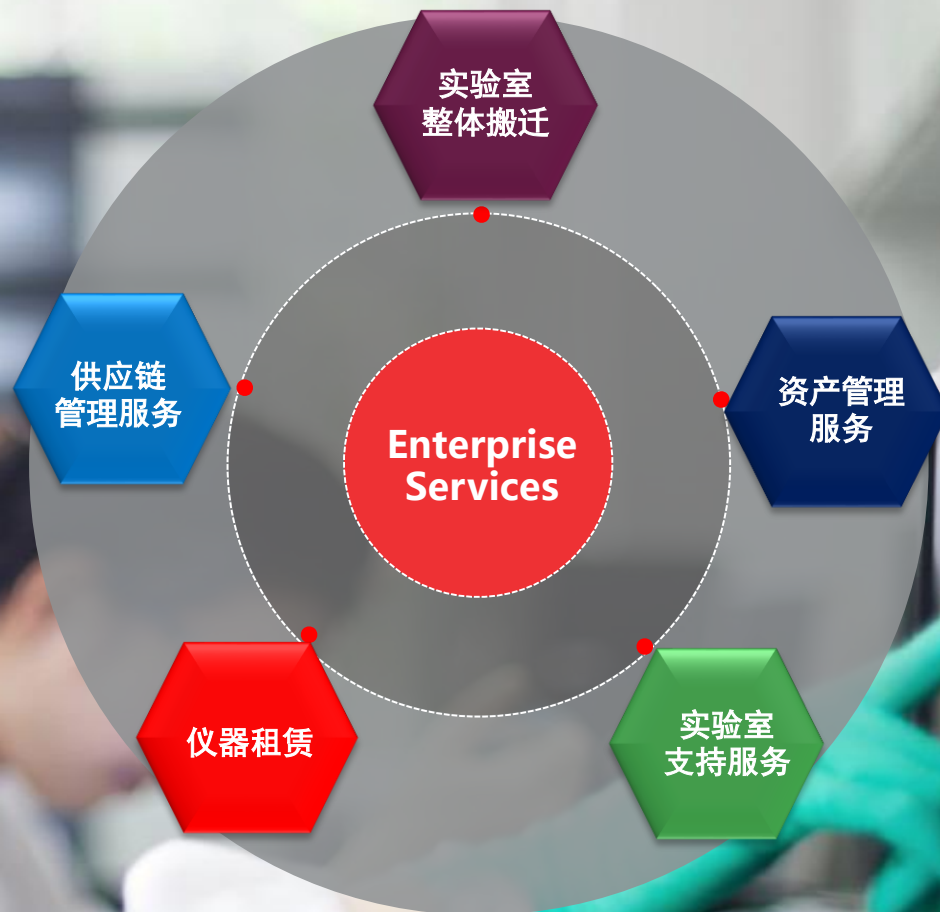 实验室
整体搬迁
供应链
管理服务
资产管理
服务
Enterprise
Services
仪器租赁
实验室
支持服务